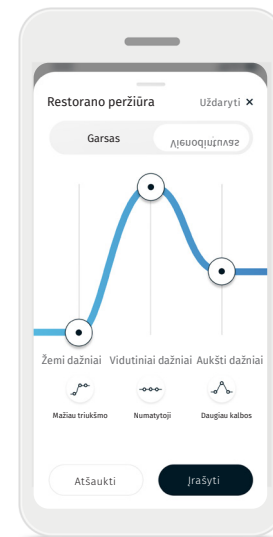 Restorano peržiūra Uždaryti ×
Garsas Vienodintuvas
Žemi dažniai Vidutiniai dažniai Aukšti dažniai
Mažiau triukšmo Numatytoji Daugiau kalbos
Atšaukti Įrašyti